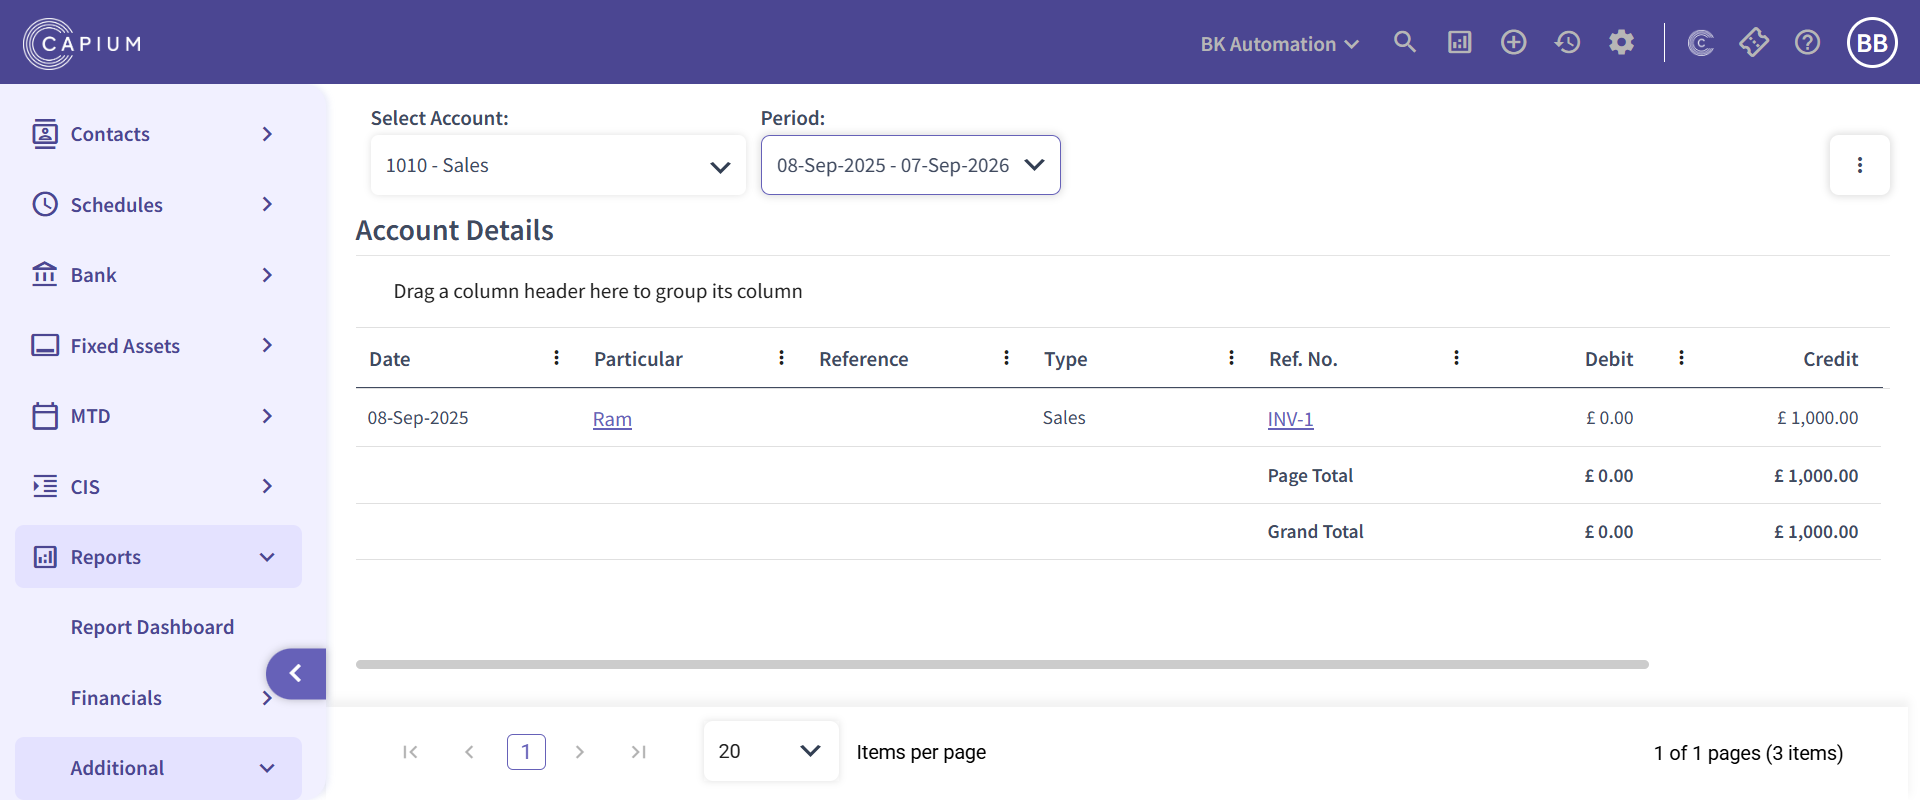 CAPIUM
BK Automation
BB
Contacts
Schedules
Bank
Fixed Assets
MTD
CIS
Reports
Report Dashboard
Financials
Additional
Select Account:
Period:
1010 - Sales
08-Sep-2025 - 07-Sep-2026
Account Details
Drag a column header here to group its column
Date Particular Reference Type Ref. No. Debit Credit
08-Sep-2025 Ram Sales INV-1 £ 0.00 £ 1,000.00
Page Total £ 0.00 £ 1,000.00
Grand Total £ 0.00 £ 1,000.00
1 20 Items per page 1 of 1 pages (3 items)